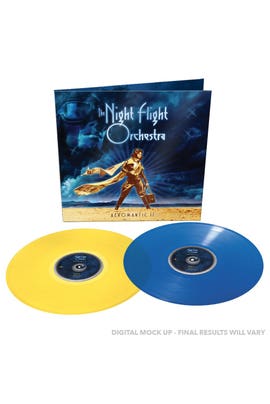 The Night Flight
Orchestra
AEROMANTIC II
DIGITAL MOCK UP - FINAL RESULTS WILL VARY